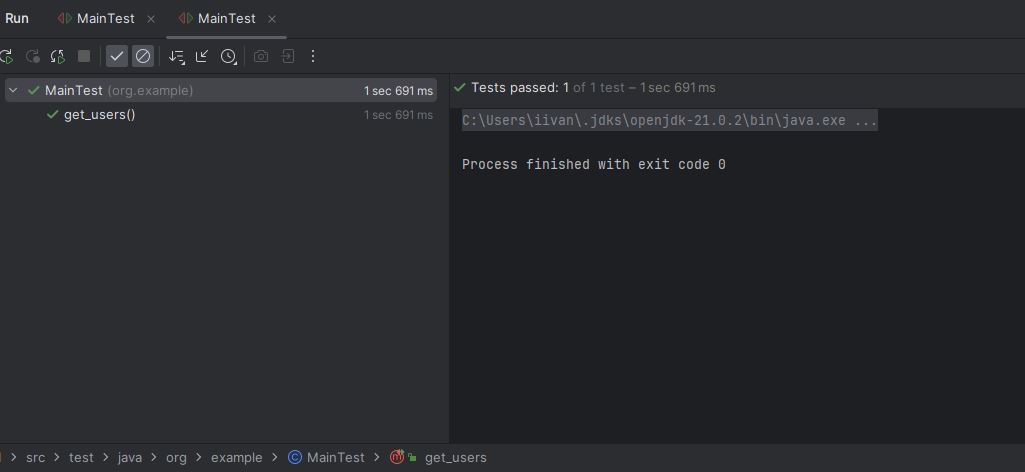 Run MainTest MainTest
MainTest (org.example) 1 sec 691 ms
get_users() 1 sec 691 ms
Tests passed: 1 of 1 test – 1 sec 691 ms
C:\Users\iivan\.jdks\openjdk-21.0.2\bin\java.exe ...
Process finished with exit code 0
src > test > java > org > example > MainTest > get_users